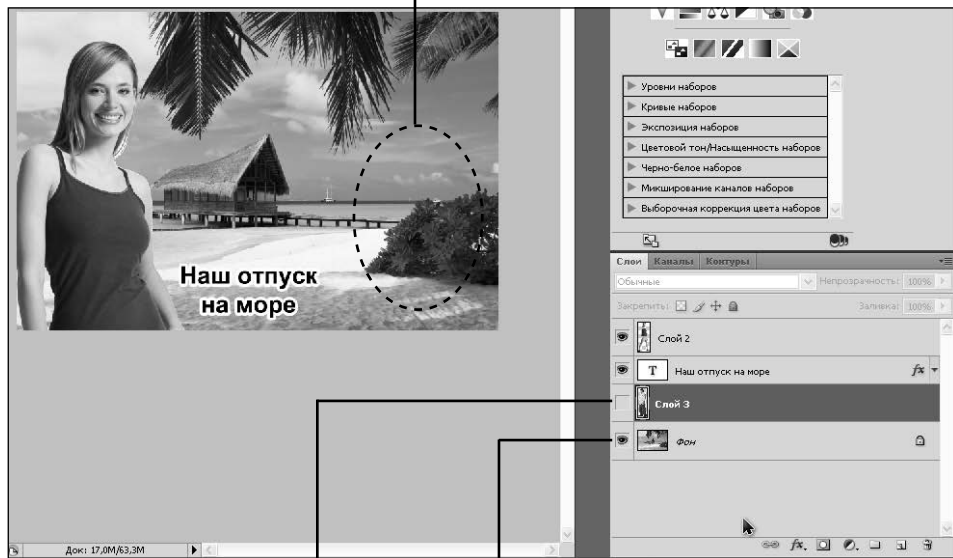 Уровни наборов
Кривые наборов
Экспозиция наборов
Цветовой тон/Насыщенность наборов
Черно-белое наборов
Микширование каналов наборов
Выборочная коррекция цвета наборов
Наш отпуск
на море
Слои Каналы Контуры
Обычные Непрозрачность: 100%
Закрепить: Заливка: 100%
Слой 2
T Наш отпуск на море fx
Слой 3
Фон
Док: 17,0M/63,3M
fx.